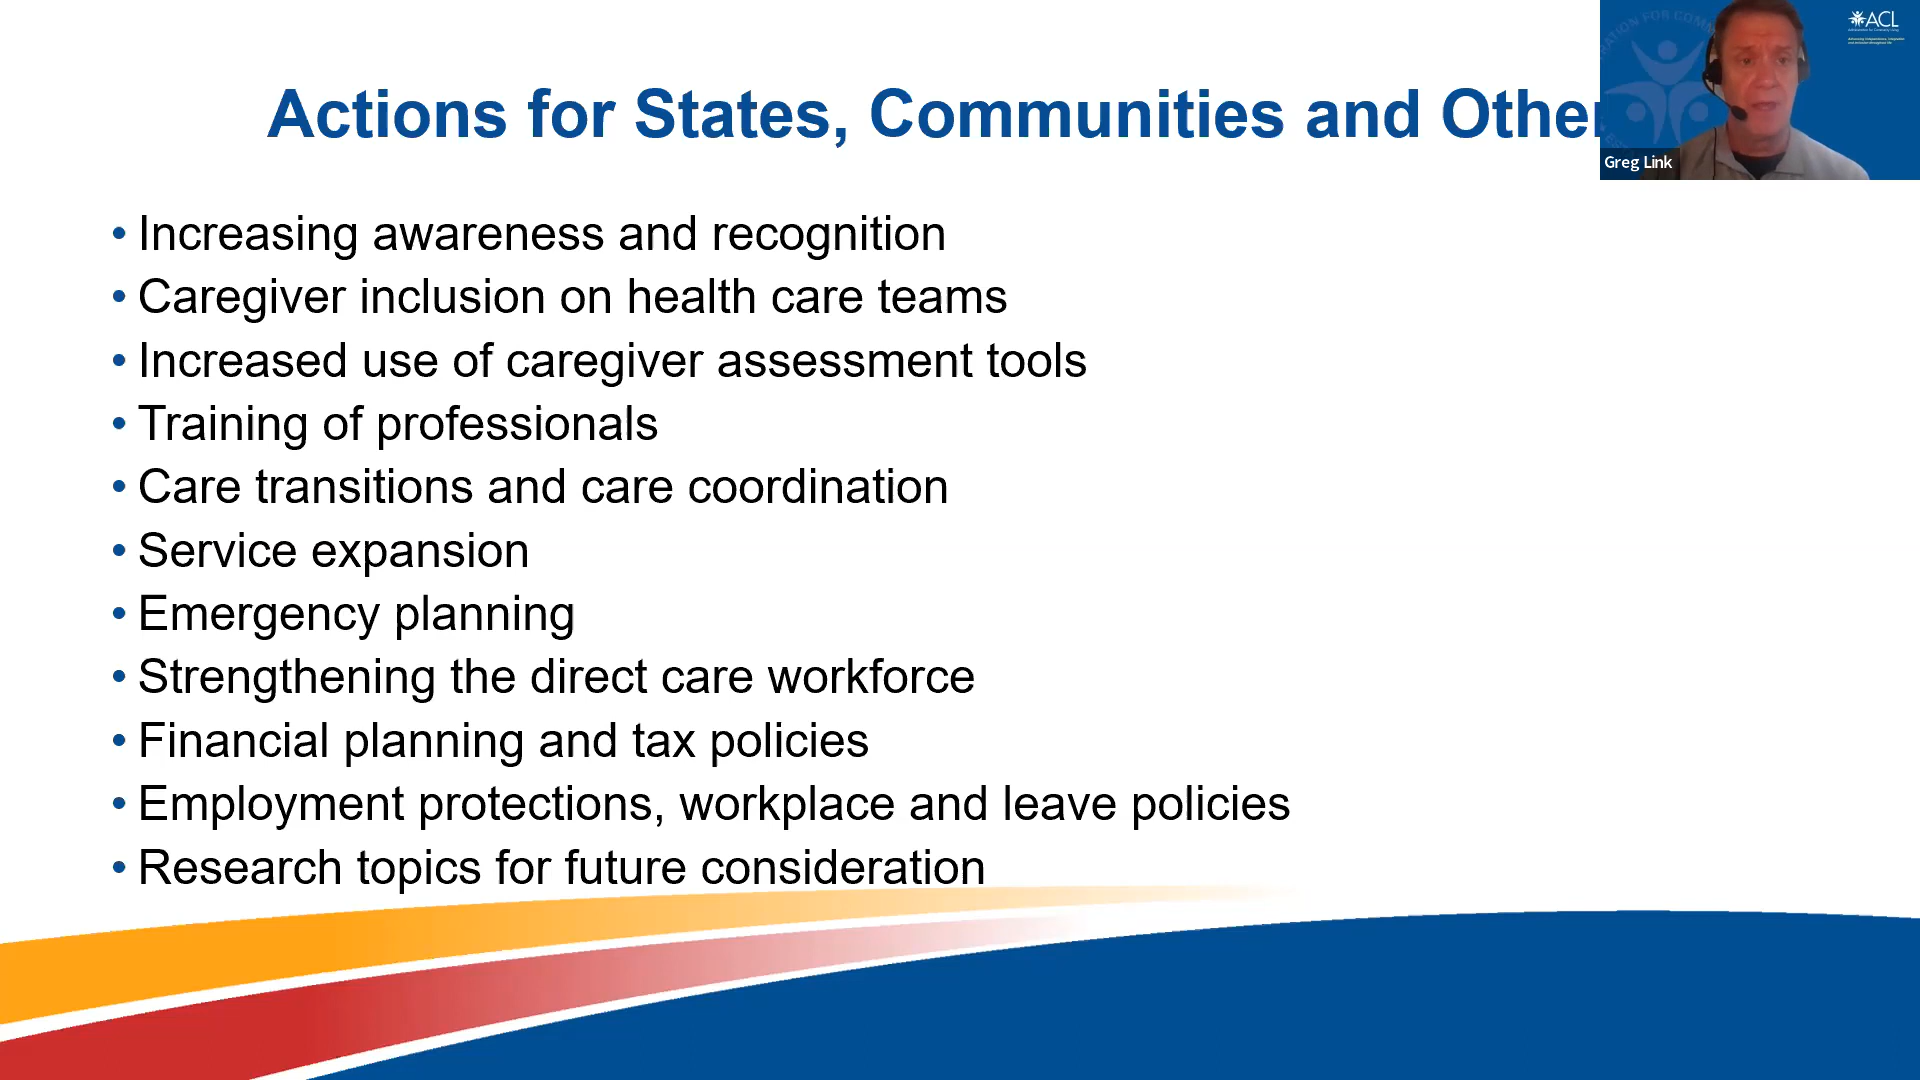 Actions for States, Communities and Other
ACL
Greg Link
• Increasing awareness and recognition
• Caregiver inclusion on health care teams
• Increased use of caregiver assessment tools
• Training of professionals
• Care transitions and care coordination
• Service expansion
• Emergency planning
• Strengthening the direct care workforce
• Financial planning and tax policies
• Employment protections, workplace and leave policies
• Research topics for future consideration